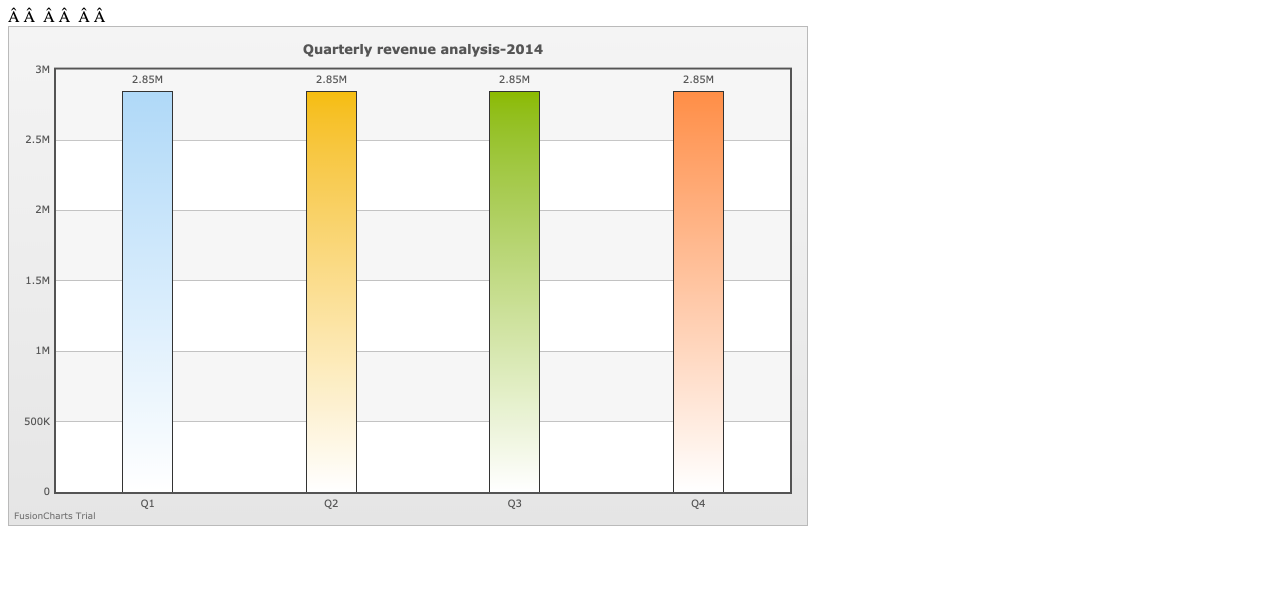 Â Â  Â Â  Â Â
Quarterly revenue analysis-2014
3M
2.5M
2M
1.5M
1M
500K
0
2.85M 2.85M 2.85M 2.85M
Q1 Q2 Q3 Q4
FusionCharts Trial